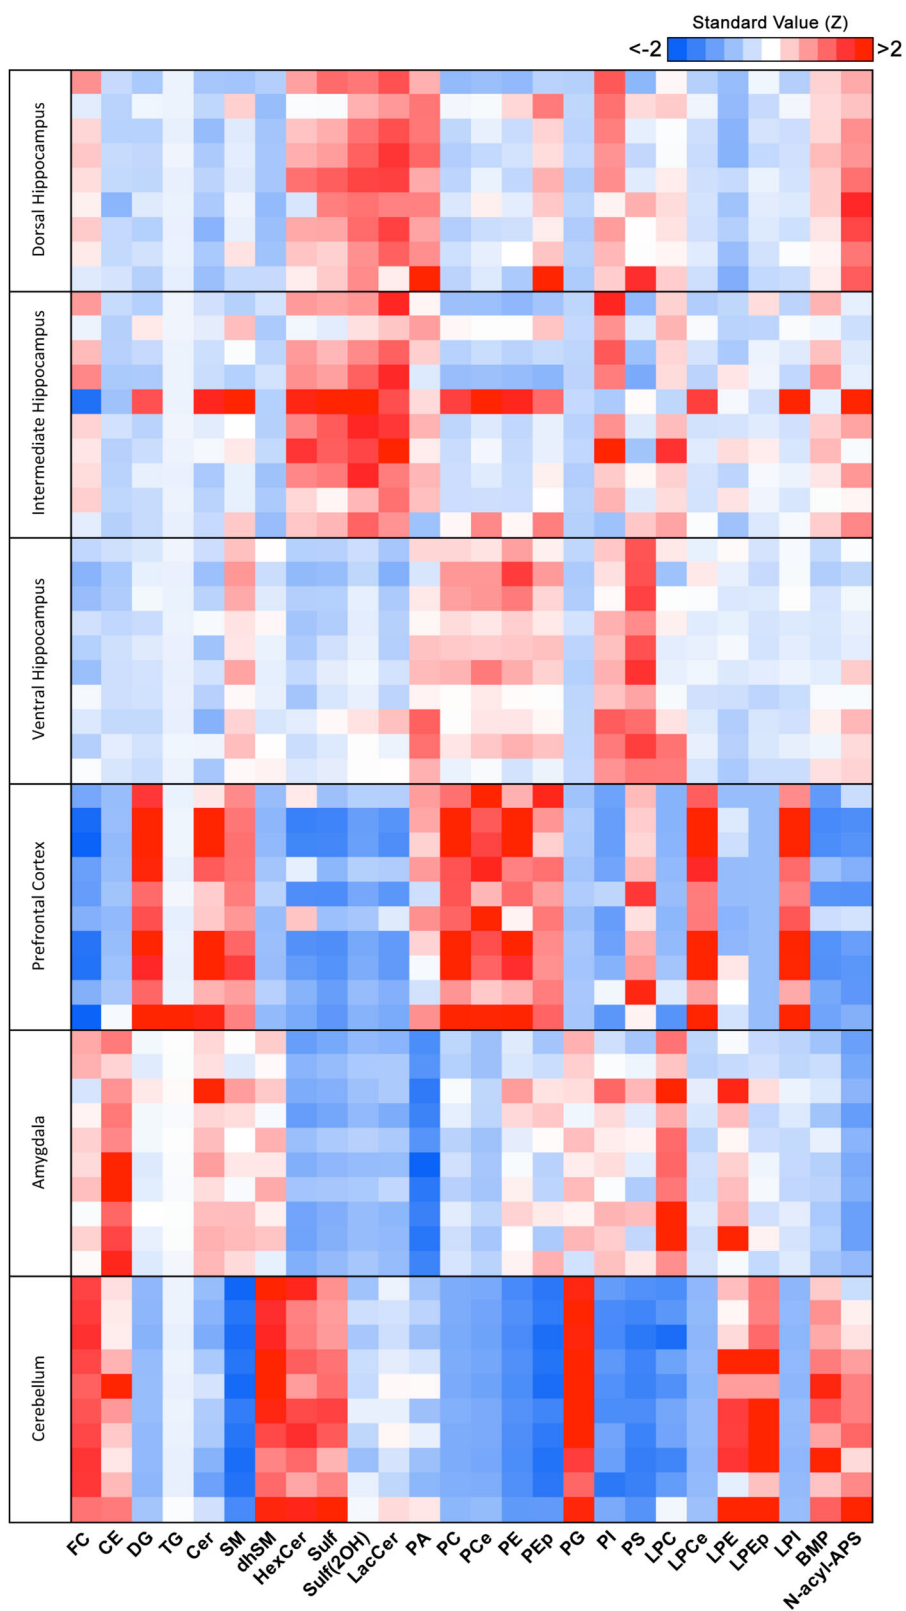 Standard Value (Z)
<-2 >2
Dorsal Hippocampus
Intermediate Hippocampus
Ventral Hippocampus
Prefrontal Cortex
Amygdala
Cerebellum
FC CE DG TG Cer SM dhSM HexCer Sulf Sulf(2OH) LacCer PA PC PCe PE PEp PG PI PS LPC LPCe LPE LPEp LPI BMP N-acyl-APS